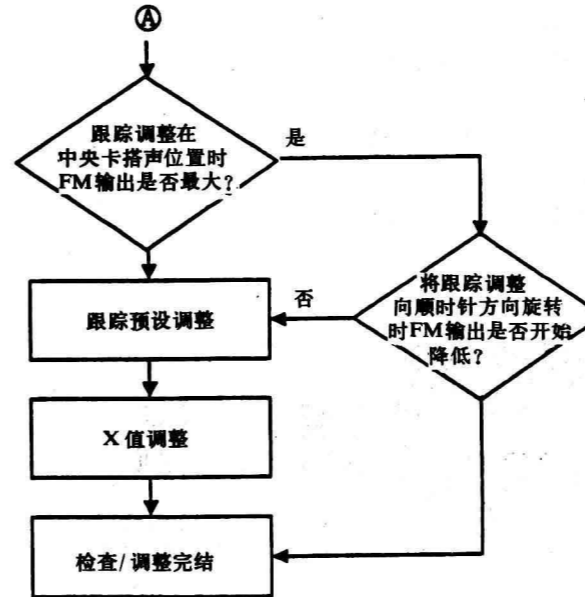 Ⓐ
跟踪调整在
中央卡搭声位置时
FM输出是否最大？
是
将跟踪调整
向顺时针方向旋转
时FM输出是否开始
降低？
否
跟踪预设调整
X值调整
检查/调整完结